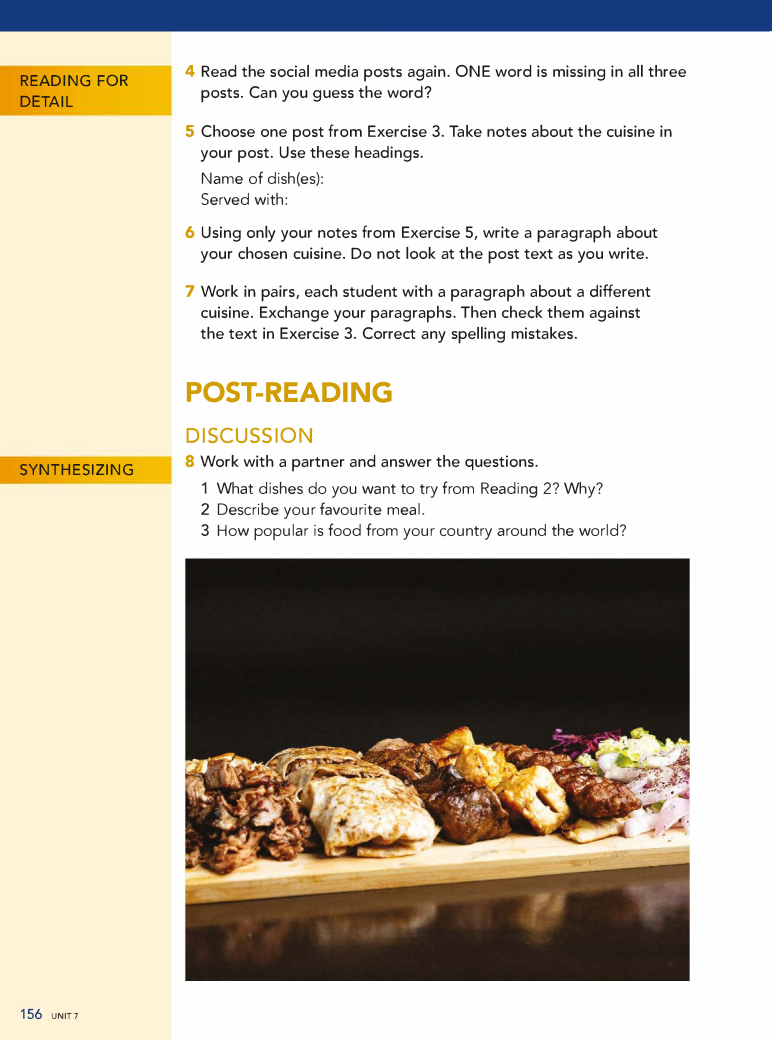 READING FOR
DETAIL
4 Read the social media posts again. ONE word is missing in all three
posts. Can you guess the word?
5 Choose one post from Exercise 3. Take notes about the cuisine in
your post. Use these headings.
Name of dish(es):
Served with:
6 Using only your notes from Exercise 5, write a paragraph about
your chosen cuisine. Do not look at the post text as you write.
7 Work in pairs, each student with a paragraph about a different
cuisine. Exchange your paragraphs. Then check them against
the text in Exercise 3. Correct any spelling mistakes.
POST-READING
DISCUSSION
SYNTHESIZING
8 Work with a partner and answer the questions.
1 What dishes do you want to try from Reading 2? Why?
2 Describe your favourite meal.
3 How popular is food from your country around the world?
156 UNIT 7